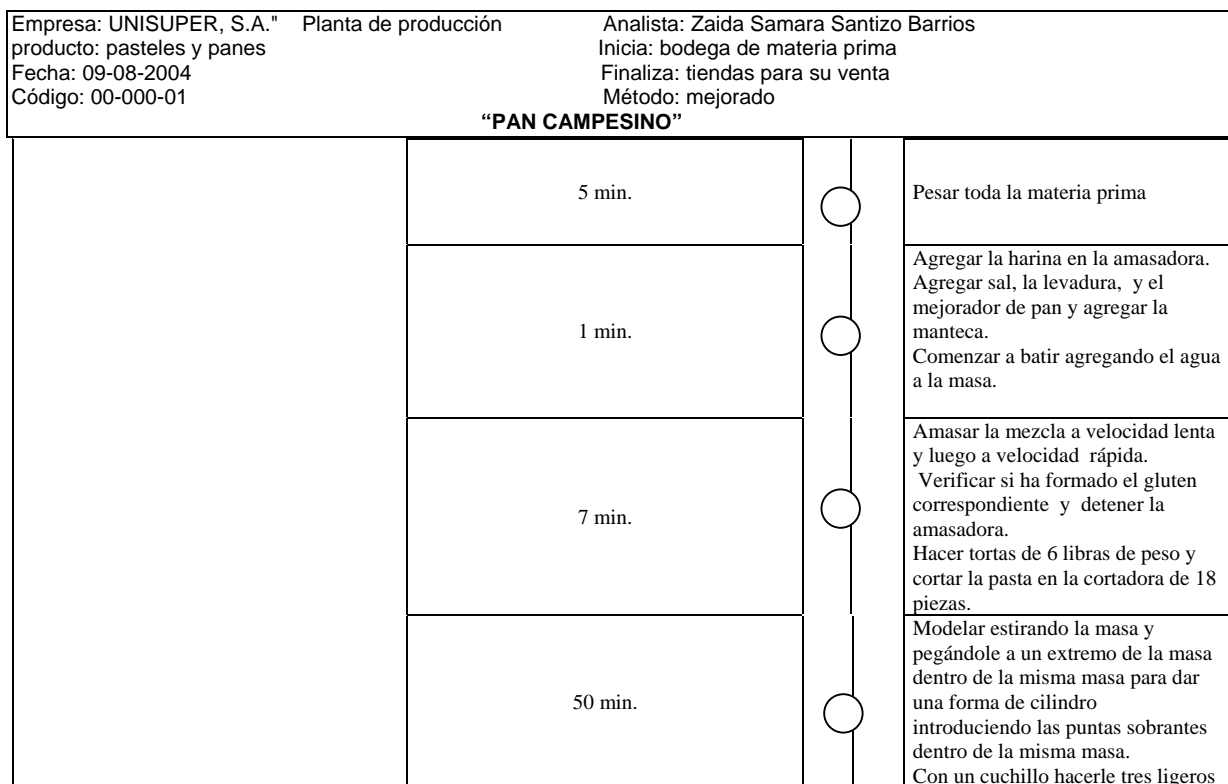 Empresa: UNISUPER, S.A." Planta de producción Analista: Zaida Samara Santizo Barrios
producto: pasteles y panes Inicia: bodega de materia prima
Fecha: 09-08-2004 Finaliza: tiendas para su venta
Código: 00-000-01 Método: mejorado
“PAN CAMPESINO”
5 min.
Pesar toda la materia prima
1 min.
Agregar la harina en la amasadora.
Agregar sal, la levadura, y el
mejorador de pan y agregar la
manteca.
Comenzar a batir agregando el agua
a la masa.
7 min.
Amasar la mezcla a velocidad lenta
y luego a velocidad rápida.
Verificar si ha formado el gluten
correspondiente y detener la
amasadora.
Hacer tortas de 6 libras de peso y
cortar la pasta en la cortadora de 18
piezas.
50 min.
Modelar estirando la masa y
pegándole a un extremo de la masa
dentro de la misma masa para dar
una forma de cilindro
introduciendo las puntas sobrantes
dentro de la misma masa.
Con un cuchillo hacerle tres ligeros